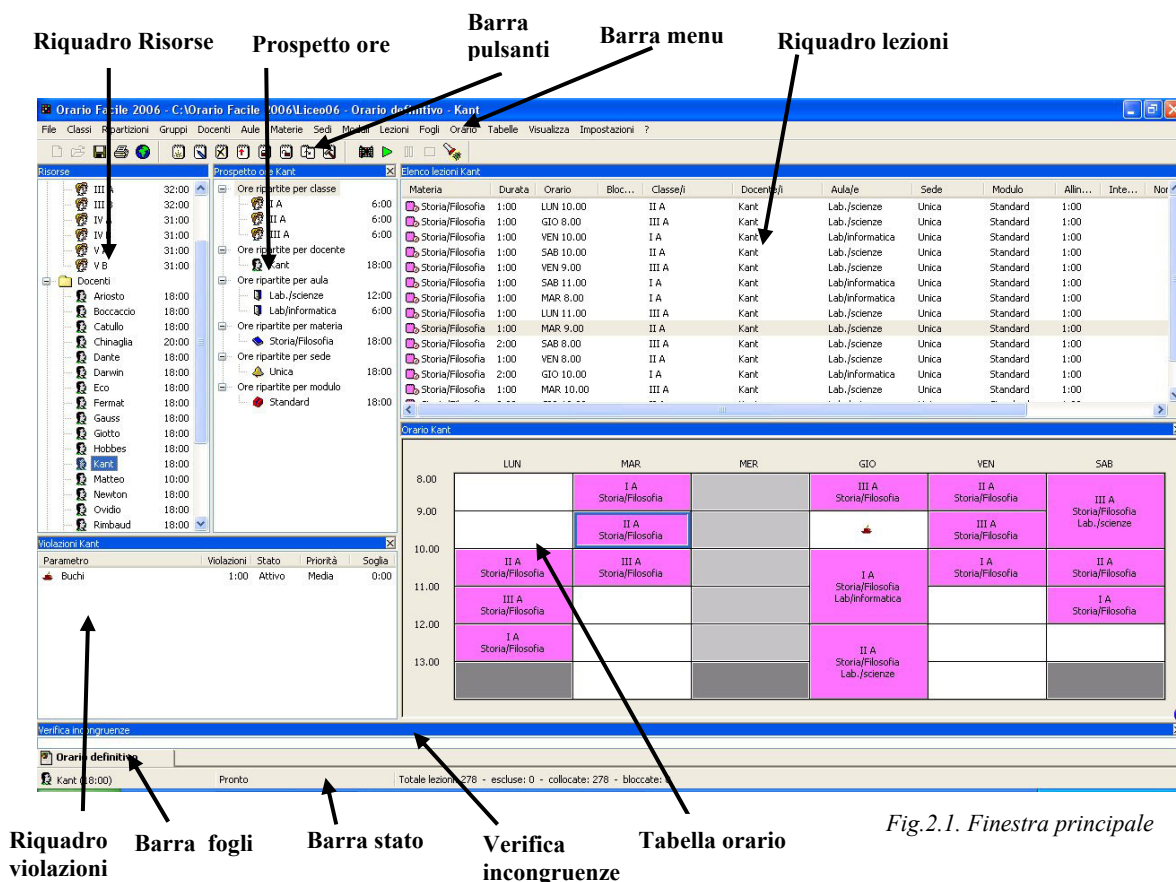 Riquadro Risorse
Prospetto ore
Barra
pulsanti
Barra menu
Riquadro lezioni
Orario Facile 2006 - C:\Orario Facile 2006\Liceo06 - Orario definitivo - Kant
File Classi Ripartizioni Gruppi Docenti Aule Materie Sedi Moduli Lezioni Fogli Orario Tabelle Visualizza Impostazioni ?
Risorse
III A 32:00
III B 32:00
IV A 31:00
IV B 31:00
V A 31:00
V B 31:00
Docenti
Ariosto 18:00
Boccaccio 18:00
Catullo 18:00
Chinaglia 20:00
Dante 18:00
Darwin 18:00
Eco 18:00
Fermat 18:00
Gauss 18:00
Giotto 18:00
Hobbes 18:00
Kant 18:00
Matteo 10:00
Newton 18:00
Ovidio 18:00
Rimbaud 18:00
Prospetto ore Kant
Ore ripartite per classe
I A 6:00
II A 6:00
III A 6:00
Ore ripartite per docente
Kant 18:00
Ore ripartite per aula
Lab./scienze 12:00
Lab/informatica 6:00
Ore ripartite per materia
Storia/Filosofia 18:00
Ore ripartite per sede
Unica 18:00
Ore ripartite per modulo
Standard 18:00
Elenco lezioni Kant
Materia Durata Orario Bloc... Classe/i Docente/i Aula/e Sede Modulo Allin... Inte... Nor
Storia/Filosofia 1:00 LUN 10.00 II A Kant Lab./scienze Unica Standard 1:00
Storia/Filosofia 1:00 GIO 8.00 III A Kant Lab./scienze Unica Standard 1:00
Storia/Filosofia 1:00 VEN 10.00 I A Kant Lab/informatica Unica Standard 1:00
Storia/Filosofia 1:00 SAB 10.00 II A Kant Lab./scienze Unica Standard 1:00
Storia/Filosofia 1:00 VEN 9.00 III A Kant Lab./scienze Unica Standard 1:00
Storia/Filosofia 1:00 SAB 11.00 I A Kant Lab/informatica Unica Standard 1:00
Storia/Filosofia 1:00 MAR 8.00 I A Kant Lab/informatica Unica Standard 1:00
Storia/Filosofia 1:00 LUN 11.00 III A Kant Lab./scienze Unica Standard 1:00
Storia/Filosofia 1:00 MAR 9.00 II A Kant Lab./scienze Unica Standard 1:00
Storia/Filosofia 2:00 SAB 8.00 III A Kant Lab./scienze Unica Standard 1:00
Storia/Filosofia 1:00 VEN 8.00 II A Kant Lab./scienze Unica Standard 1:00
Storia/Filosofia 2:00 GIO 10.00 I A Kant Lab/informatica Unica Standard 1:00
Storia/Filosofia 1:00 MAR 10.00 III A Kant Lab./scienze Unica Standard 1:00
Orario Kant
LUN MAR MER GIO VEN SAB
8.00
I A
Storia/Filosofia
III A
Storia/Filosofia
II A
Storia/Filosofia
III A
Storia/Filosofia
Lab./scienze
9.00
II A
Storia/Filosofia
III A
Storia/Filosofia
10.00
II A
Storia/Filosofia
III A
Storia/Filosofia
I A
Storia/Filosofia
Lab/informatica
I A
Storia/Filosofia
II A
Storia/Filosofia
11.00
III A
Storia/Filosofia
I A
Storia/Filosofia
12.00
I A
Storia/Filosofia
II A
Storia/Filosofia
Lab./scienze
13.00
Violazioni Kant
Parametro Violazioni Stato Priorità Soglia
Buchi 1:00 Attivo Media 0:00
Verifica incongruenze
Orario definitivo
Kant (18:00) Pronto Totale lezioni: 278 - escluse: 0 - collocate: 278 - bloccate: 0
Riquadro
violazioni
Barra fogli
Barra stato
Verifica
incongruenze
Tabella orario
Fig.2.1. Finestra principale